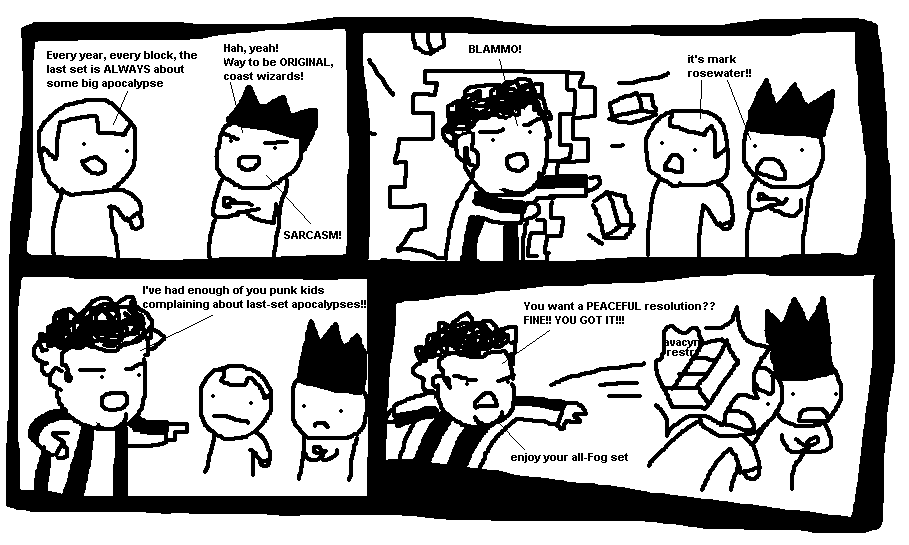 Every year, every block, the
last set is ALWAYS about
some big apocalypse
Hah, yeah!
Way to be ORIGINAL,
coast wizards!
SARCASM!
BLAMMO!
it's mark
rosewater!!
I've had enough of you punk kids
complaining about last-set apocalypses!!
You want a PEACEFUL resolution??
FINE!! YOU GOT IT!!!
avacyn
restr
enjoy your all-Fog set